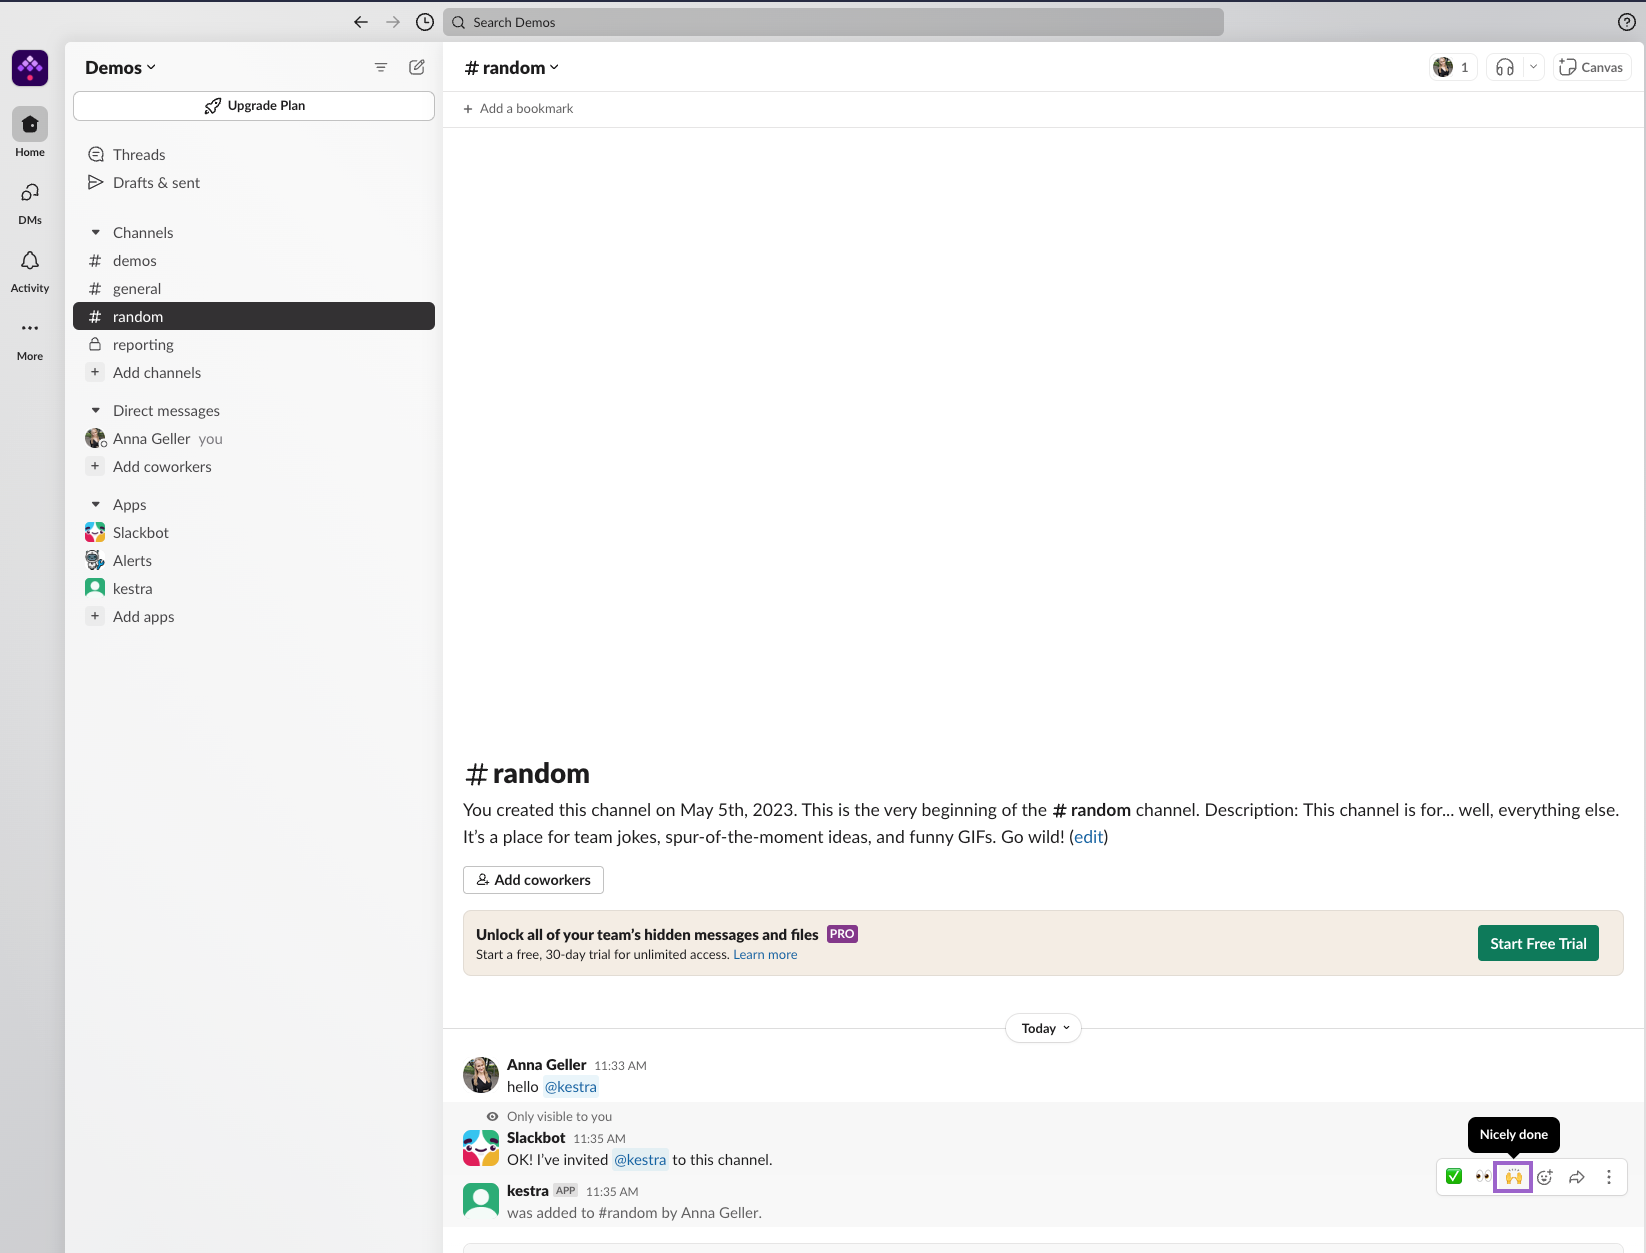 Search Demos
Demos
Upgrade Plan
Home
DMs
Activity
More
Threads
Drafts & sent
Channels
# demos
# general
# random
reporting
+ Add channels
Direct messages
Anna Geller you
+ Add coworkers
Apps
Slackbot
Alerts
kestra
+ Add apps
# random
1
Canvas
+ Add a bookmark
# random
You created this channel on May 5th, 2023. This is the very beginning of the # random channel. Description: This channel is for... well, everything else.
It’s a place for team jokes, spur-of-the-moment ideas, and funny GIFs. Go wild! (edit)
Add coworkers
Unlock all of your team’s hidden messages and files PRO
Start a free, 30-day trial for unlimited access. Learn more
Start Free Trial
Today
Anna Geller 11:33 AM
hello @kestra
Only visible to you
Slackbot 11:35 AM
OK! I’ve invited @kestra to this channel.
Nicely done
kestra APP 11:35 AM
was added to #random by Anna Geller.